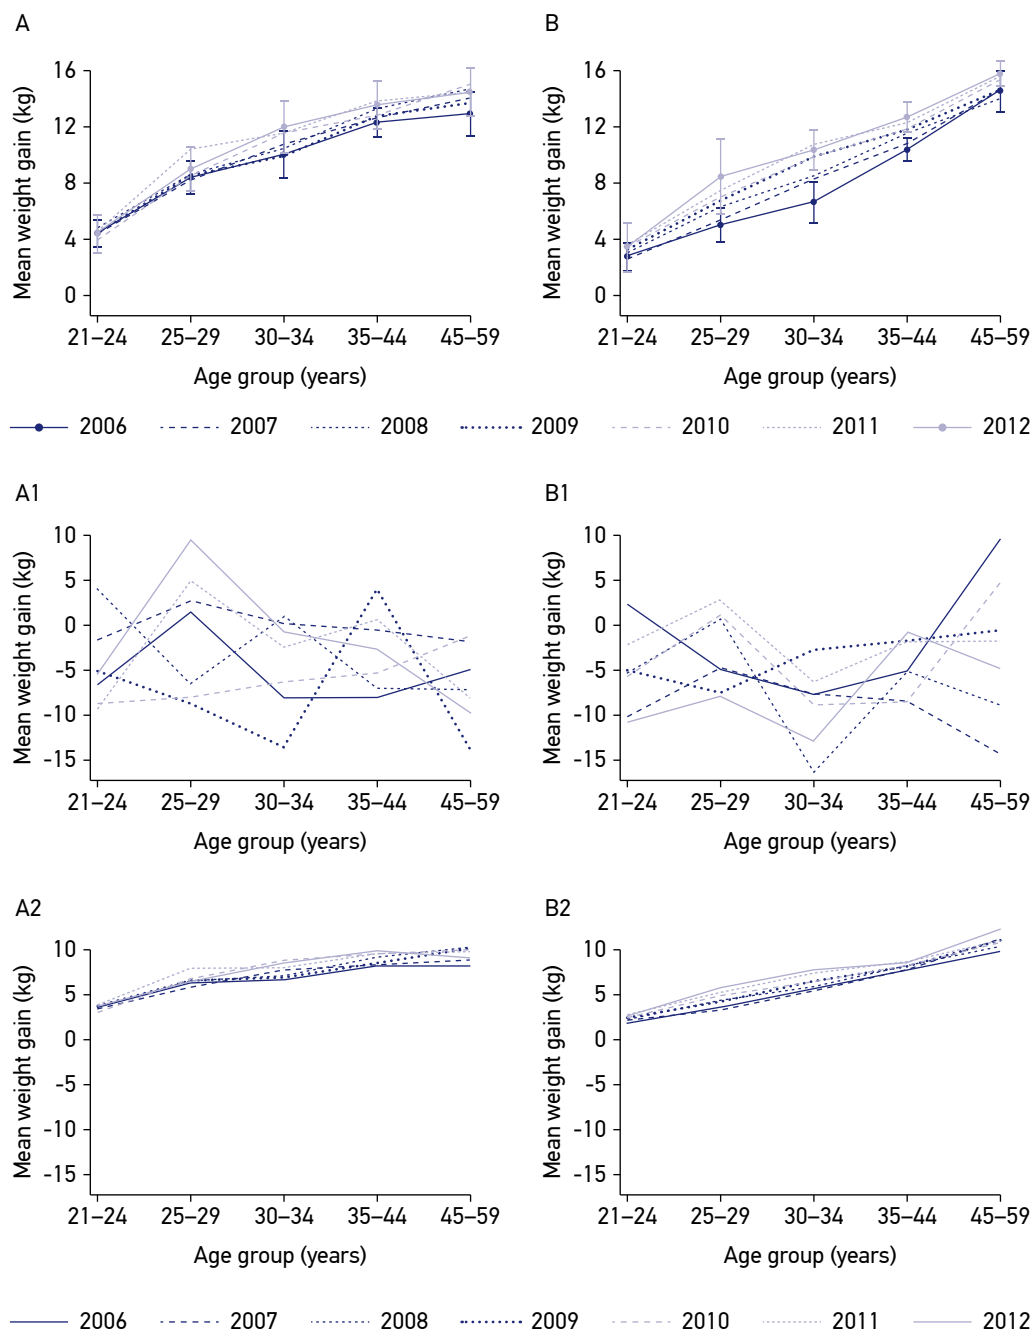 A
B
Mean weight gain (kg)
16
12
8
4
0
21–24 25–29 30–34 35–44 45–59
Age group (years)
Mean weight gain (kg)
16
12
8
4
0
21–24 25–29 30–34 35–44 45–59
Age group (years)
2006 2007 2008 2009 2010 2011 2012
A1
B1
Mean weight gain (kg)
10
5
0
-5
-10
-15
21–24 25–29 30–34 35–44 45–59
Age group (years)
Mean weight gain (kg)
10
5
0
-5
-10
-15
21–24 25–29 30–34 35–44 45–59
Age group (years)
A2
B2
Mean weight gain (kg)
10
5
0
-5
-10
-15
21–24 25–29 30–34 35–44 45–59
Age group (years)
Mean weight gain (kg)
10
5
0
-5
-10
-15
21–24 25–29 30–34 35–44 45–59
Age group (years)
2006 2007 2008 2009 2010 2011 2012